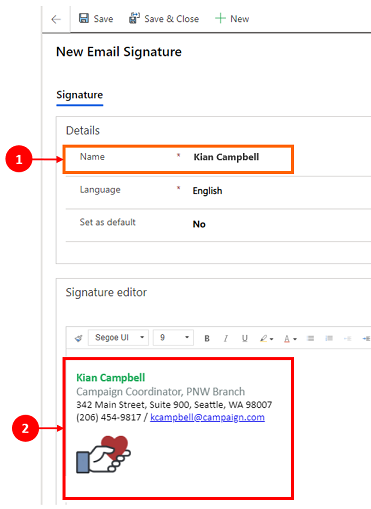 Save Save & Close New
New Email Signature
Signature
Details
1
Name * Kian Campbell
Language * English
Set as default No
Signature editor
Segoe UI 9 B I U A
Kian Campbell
Campaign Coordinator, PNW Branch
342 Main Street, Suite 900, Seattle, WA 98007
2
(206) 454-9817 / kcampbell@campaign.com